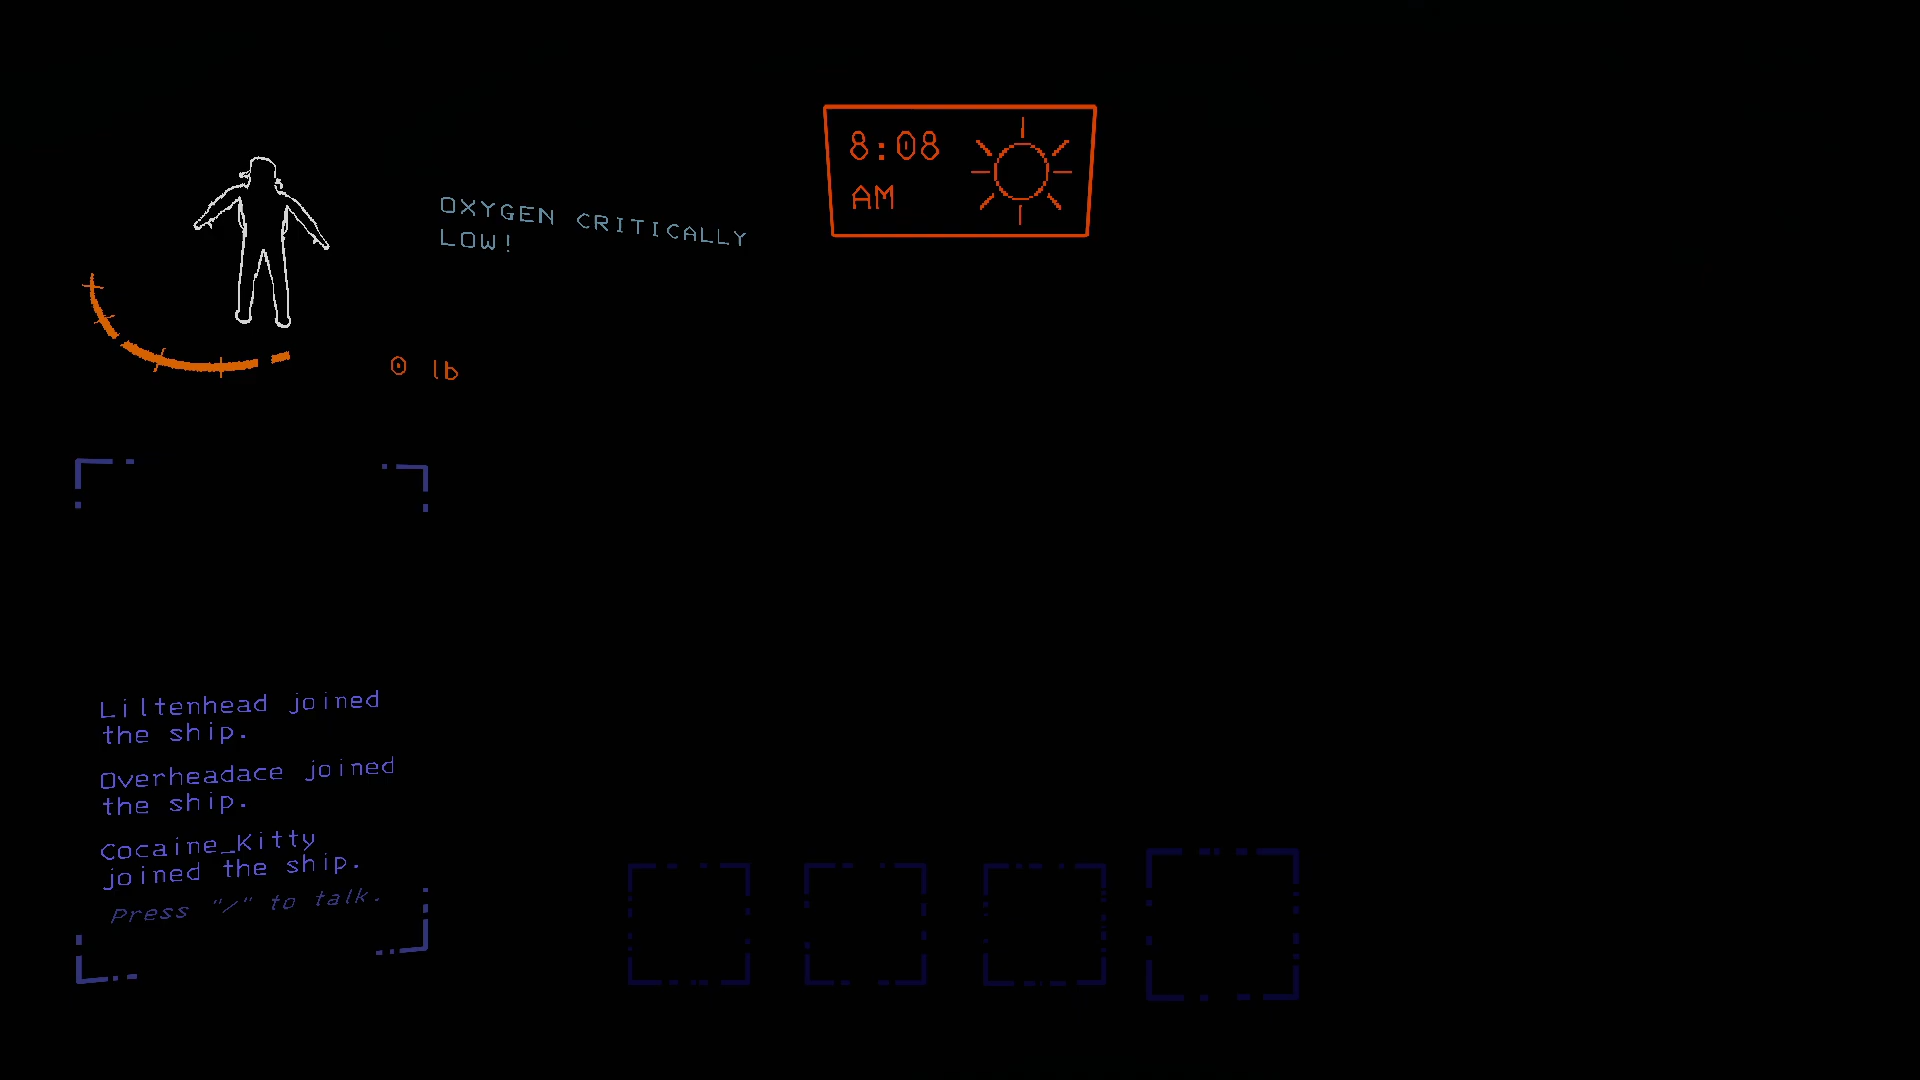 8:08
AM
OXYGEN CRITICALLY
LOW!
0 lb
Liltenhead joined
the ship.
Overheadace joined
the ship.
Cocaine_Kitty
joined the ship.
Press "/" to talk.